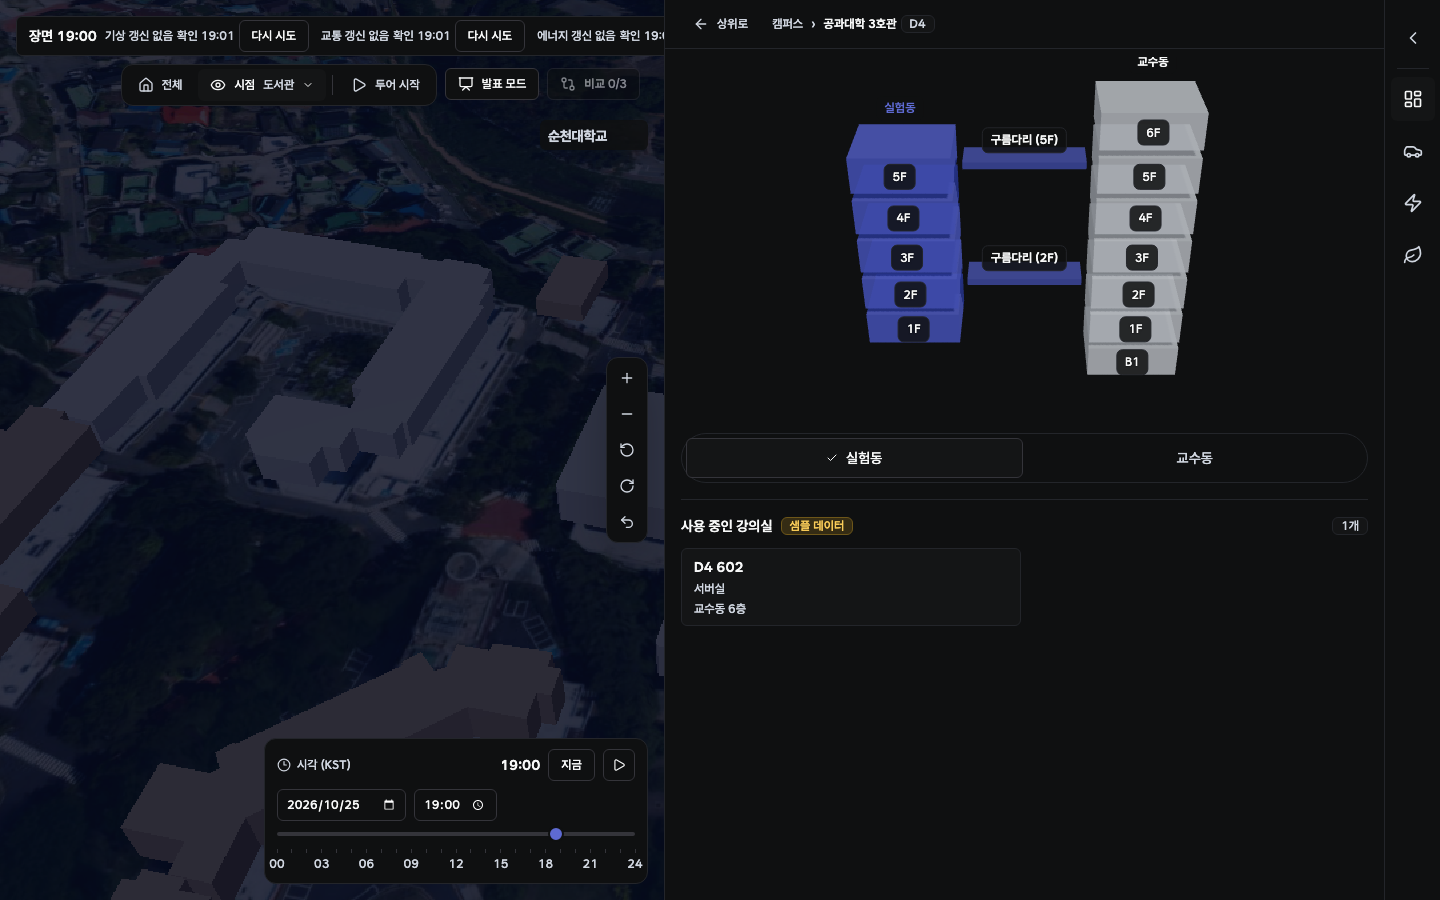 장면 19:00 기상 갱신 없음 확인 19:01 다시 시도 교통 갱신 없음 확인 19:01 다시 시도 에너지 갱신 없음 확인
전체 시점 도서관 투어 시작 발표 모드 비교 0/3
순천대학교
시각 (KST) 19:00 지금
2026/10/25 19:00
00 03 06 09 12 15 18 21 24
상위로 캠퍼스 › 공과대학 3호관 D4
교수동
실험동
구름다리 (5F)
6F
5F
5F
4F
4F
구름다리 (2F)
3F
3F
2F
2F
1F
1F
B1
실험동 교수동
사용 중인 강의실 샘플 데이터 1개
D4 602
서버실
교수동 6층